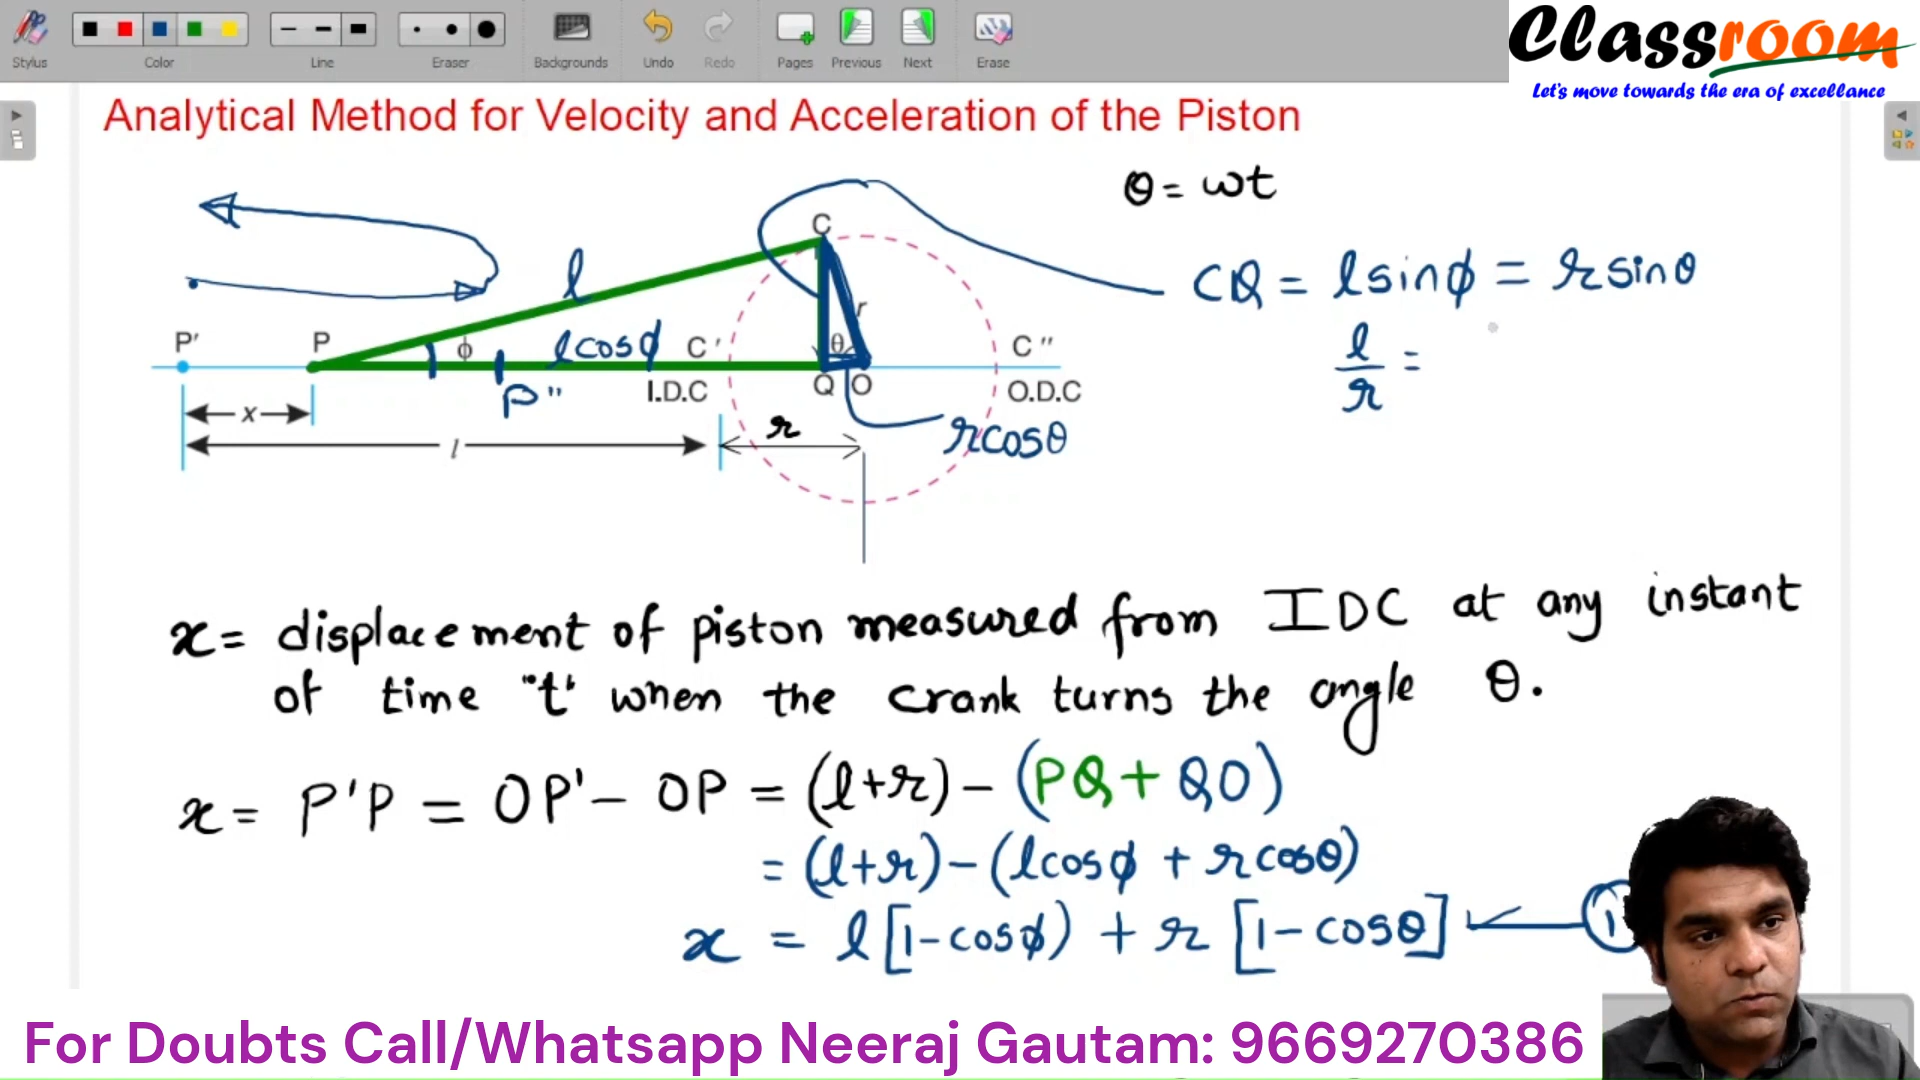 Stylus
Color
Line
Eraser
Backgrounds
Undo
Redo
Pages
Previous
Next
Erase
Classroom
Let's move towards the era of excellance
Analytical Method for Velocity and Acceleration of the Piston
θ = ωt
C
l
r
CQ = l sinϕ = r sinθ
l/r =
P'
P
ϕ
l cosϕ
C'
θ
C''
P''
I.D.C
Q
O
O.D.C
x
l
r
r cosθ
x = displacement of piston measured from IDC at any instant
of time "t" when the crank turns the angle θ.
x = P'P = OP' - OP = (l+r) - (PQ + QO)
= (l+r) - (l cosϕ + r cosθ)
x = l [1 - cosϕ) + r [1 - cosθ]
1
For Doubts Call/Whatsapp Neeraj Gautam: 9669270386